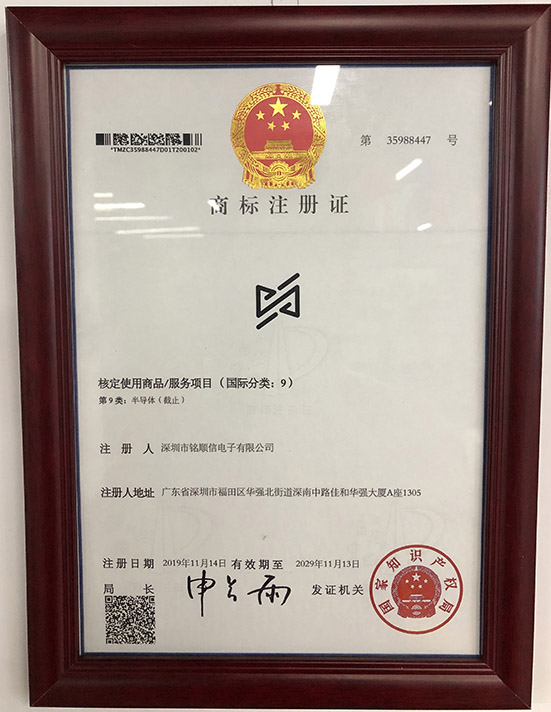 *TMZC35988447D01T200102*
第 35988447 号
商标注册证
核定使用商品/服务项目（国际分类：9）
第9类：半导体（截止）
注 册 人 深圳市铭顺信电子有限公司
注册人地址 广东省深圳市福田区华强北街道深南中路佳和华强大厦A座1305
注册日期 2019年11月14日 有效期至 2029年11月13日
局 长 申长雨 发证机关
国家知识产权局